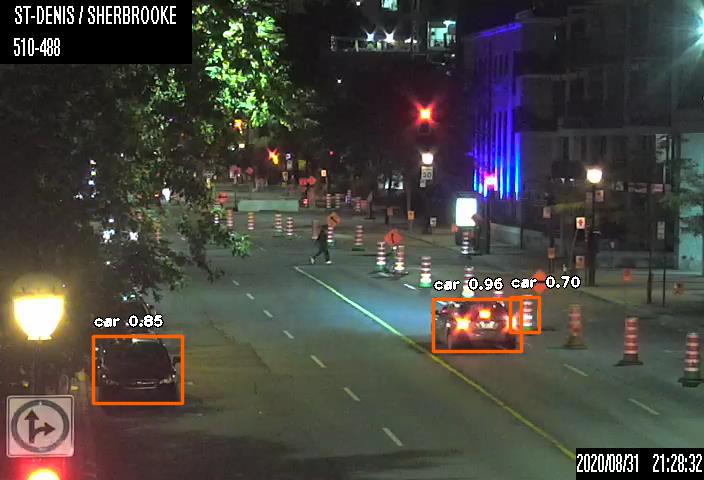 ST-DENIS / SHERBROOKE
510-488
car 0.96
car 0.70
car 0.85
2020/08/31 21:28:32